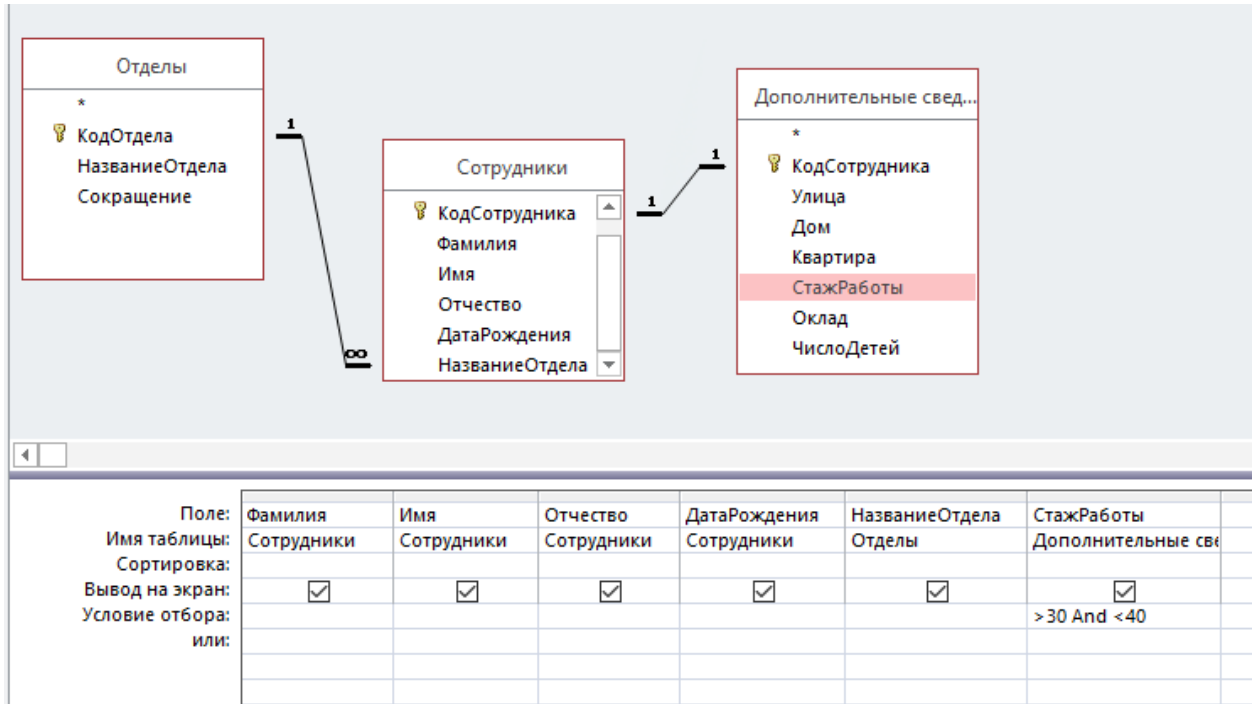 Отделы
*
КодОтдела
НазваниеОтдела
Сокращение
1
∞
Сотрудники
КодСотрудника
Фамилия
Имя
Отчество
ДатаРождения
НазваниеОтдела
1
1
Дополнительные свед...
*
КодСотрудника
Улица
Дом
Квартира
СтажРаботы
Оклад
ЧислоДетей
Поле: Фамилия Имя Отчество ДатаРождения НазваниеОтдела СтажРаботы
Имя таблицы: Сотрудники Сотрудники Сотрудники Сотрудники Отделы Дополнительные све
Сортировка:
Вывод на экран:
Условие отбора: >30 And <40
или: